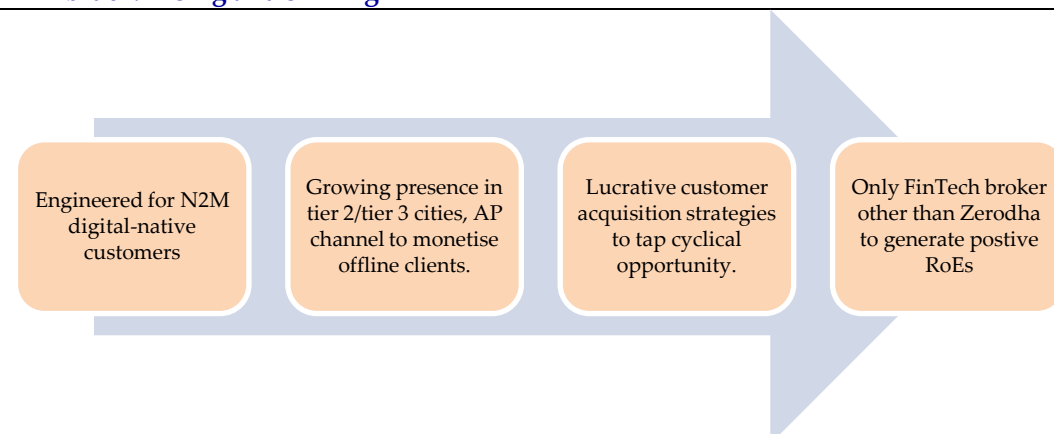 Engineered for N2M
digital-native
customers
Growing presence in
tier 2/tier 3 cities, AP
channel to monetise
offline clients.
Lucrative customer
acquisition strategies
to tap cyclical
opportunity.
Only FinTech broker
other than Zerodha
to generate postive
RoEs